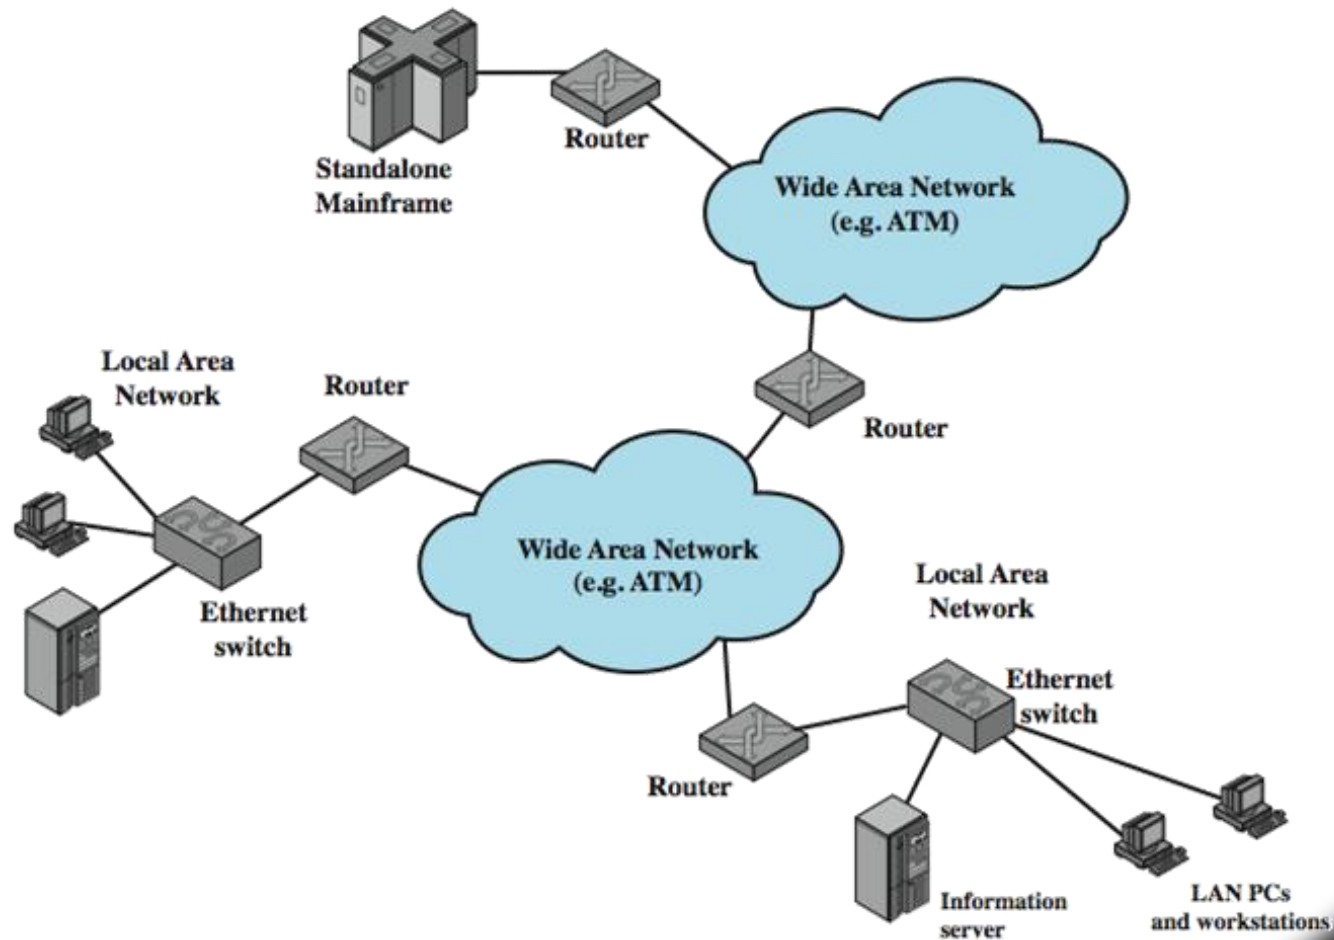 Router
Standalone
Mainframe
Wide Area Network
(e.g. ATM)
Local Area
Network
Router
Router
Wide Area Network
(e.g. ATM)
Local Area
Network
Ethernet
switch
Ethernet
switch
Router
LAN PCs
and workstations
Information
server